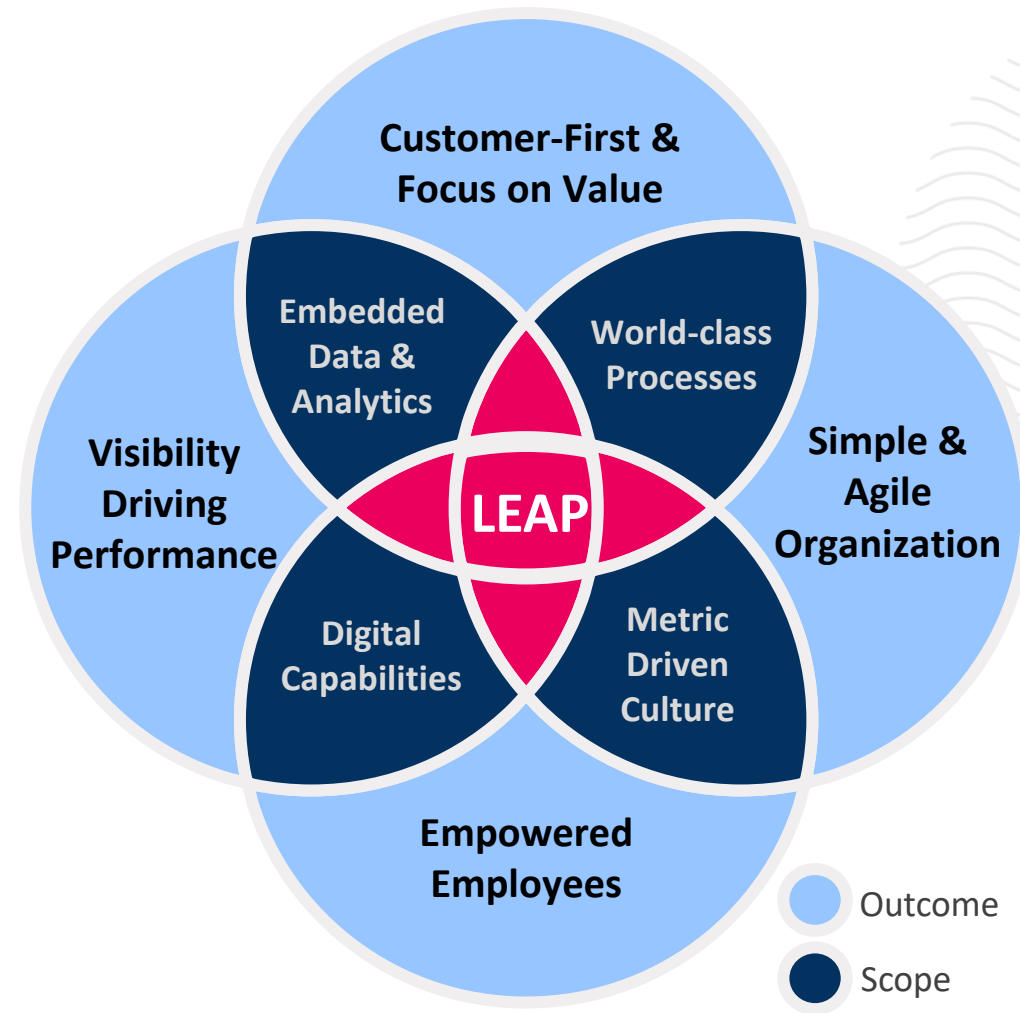 Customer-First &
Focus on Value
Embedded
Data &
Analytics
World-class
Processes
Visibility
Driving
Performance
Simple &
Agile
Organization
LEAP
Digital
Capabilities
Metric
Driven
Culture
Empowered
Employees
Outcome
Scope